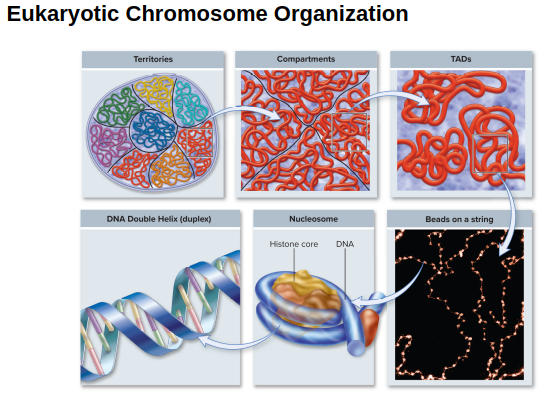 Eukaryotic Chromosome Organization
Territories
Compartments
TADs
DNA Double Helix (duplex)
Nucleosome
Beads on a string
Histone core
DNA